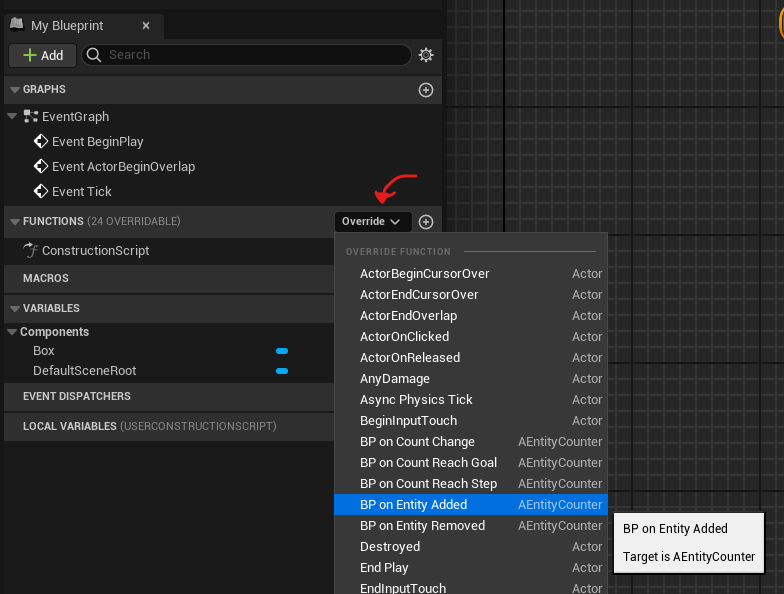 My Blueprint
Add
Search
GRAPHS
EventGraph
Event BeginPlay
Event ActorBeginOverlap
Event Tick
FUNCTIONS (24 OVERRIDABLE)
Override
ConstructionScript
MACROS
VARIABLES
Components
Box
DefaultSceneRoot
EVENT DISPATCHERS
LOCAL VARIABLES (USERCONSTRUCTIONSCRIPT)
OVERRIDE FUNCTION
ActorBeginCursorOver Actor
ActorEndCursorOver Actor
ActorEndOverlap Actor
ActorOnClicked Actor
ActorOnReleased Actor
AnyDamage Actor
Async Physics Tick Actor
BeginInputTouch Actor
BP on Count Change AEntityCounter
BP on Count Reach Goal AEntityCounter
BP on Count Reach Step AEntityCounter
BP on Entity Added AEntityCounter
BP on Entity Removed AEntityCounter
Destroyed Actor
End Play Actor
EndInputTouch Actor
BP on Entity Added
Target is AEntityCounter